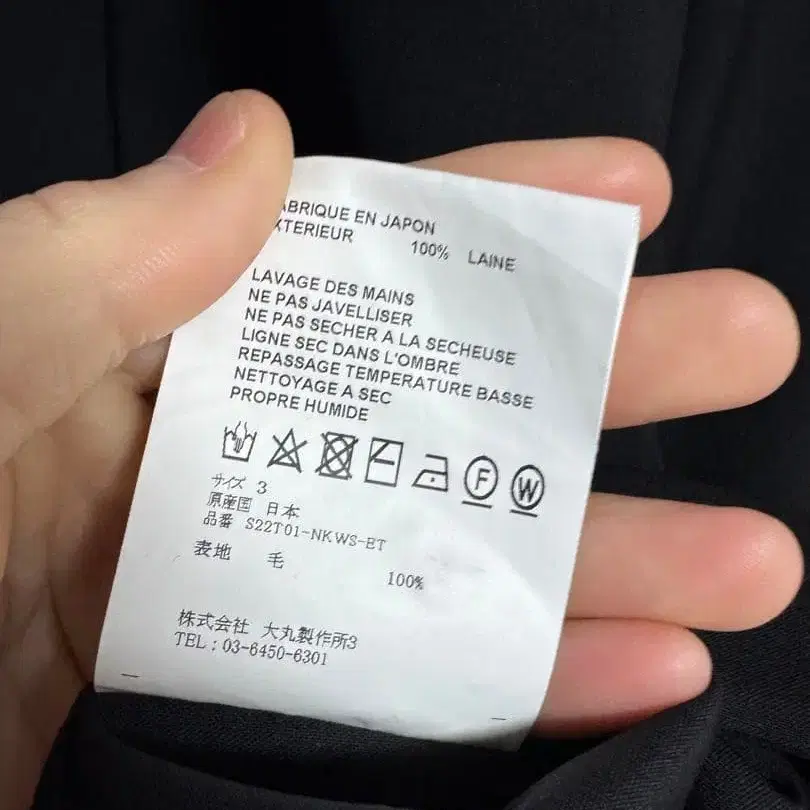 ABRIQUE EN JAPON
XTERIEUR 100% LAINE
LAVAGE DES MAINS
NE PAS JAVELLISER
NE PAS SECHER A LA SECHEUSE
LIGNE SEC DANS L'OMBRE
REPASSAGE TEMPERATURE BASSE
NETTOYAGE A SEC
PROPRE HUMIDE
F W
サイズ 3
原産国 日本
品番 S22T01-NKWS-ET
表地 毛 100%
株式会社 大丸製作所3
TEL:03-6450-6301